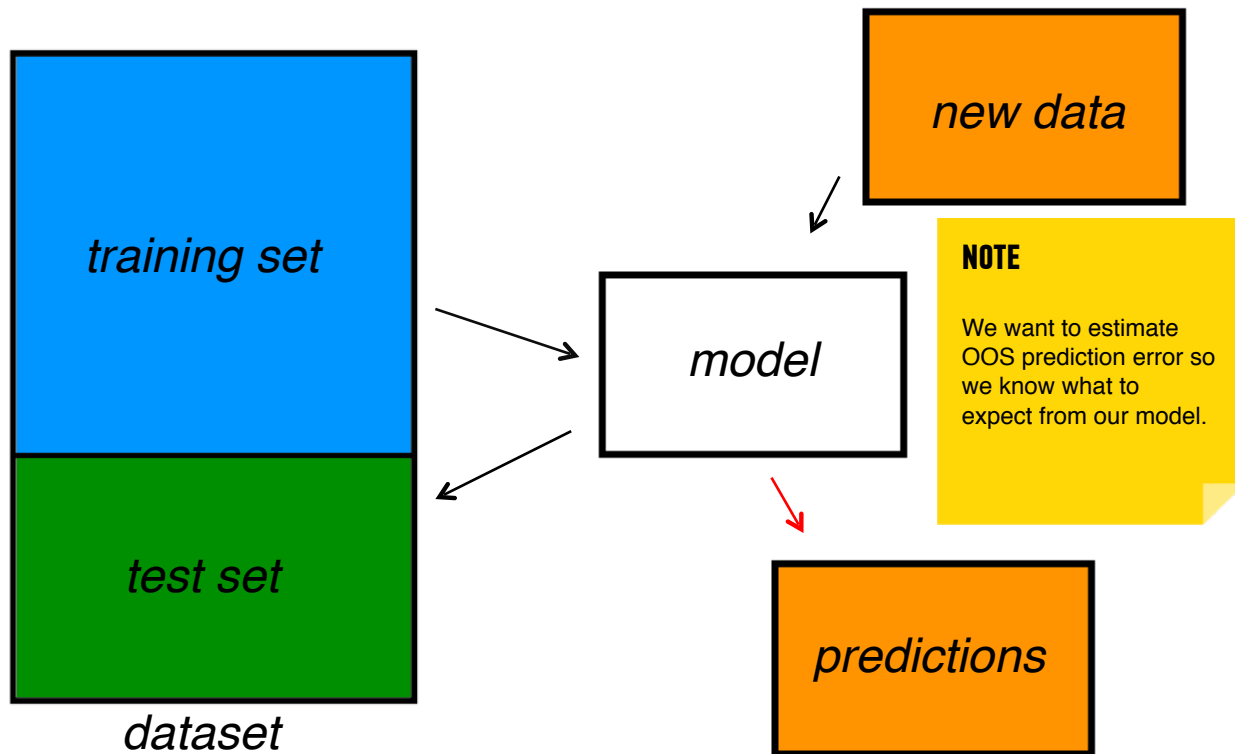 new data
training set
NOTE
We want to estimate
OOS prediction error so
we know what to
expect from our model.
model
test set
predictions
dataset